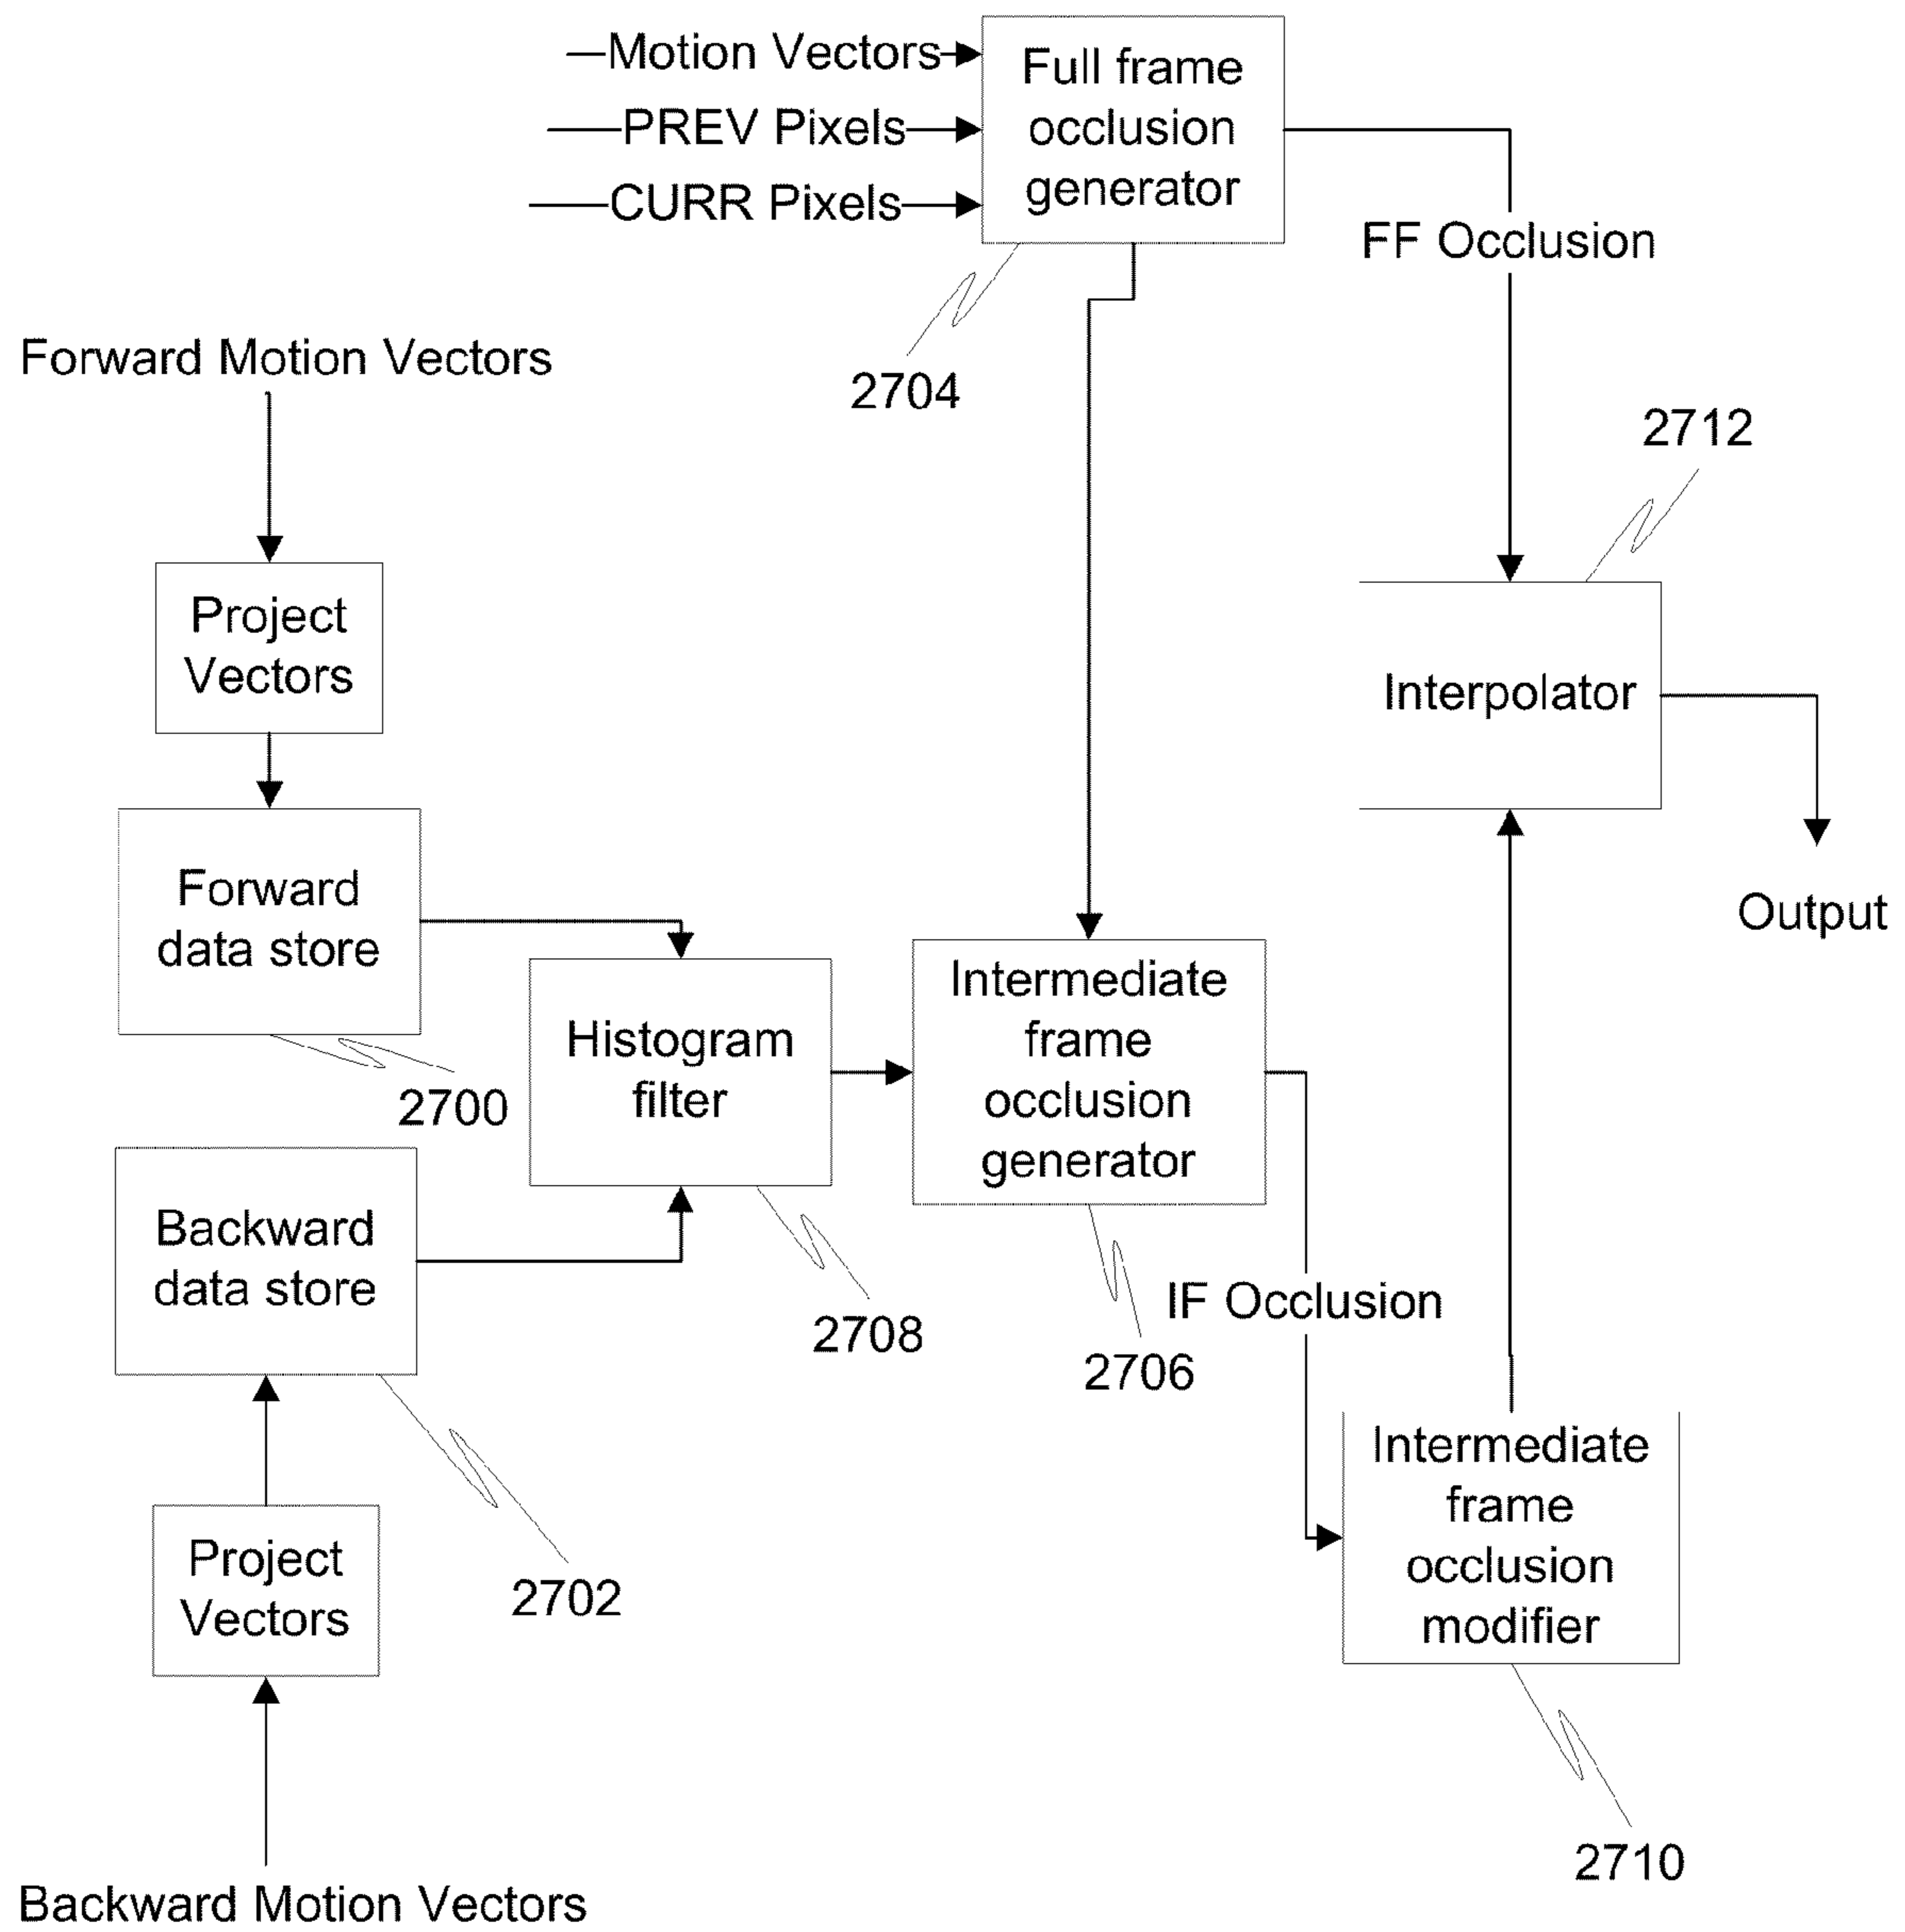 Motion Vectors
PREV Pixels
CURR Pixels
Full frame
occlusion
generator
FF Occlusion
2704
Forward Motion Vectors
2712
Project
Vectors
Interpolator
Forward
data store
Output
2700
Histogram
filter
Intermediate
frame
occlusion
generator
Backward
data store
2708
2706
IF Occlusion
2702
Project
Vectors
Intermediate
frame
occlusion
modifier
2710
Backward Motion Vectors